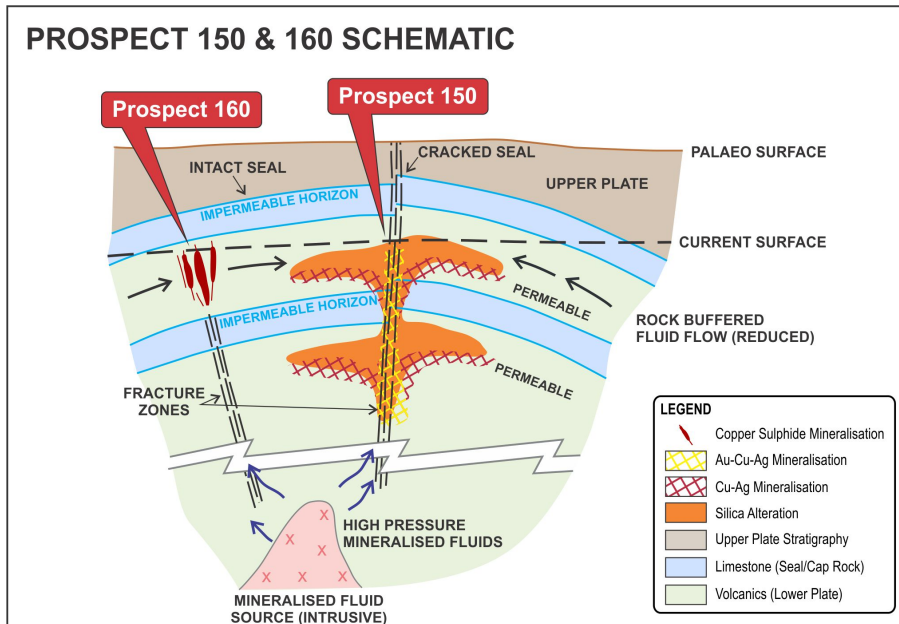 PROSPECT 150 & 160 SCHEMATIC
Prospect 160
Prospect 150
INTACT SEAL
CRACKED SEAL
PALAEO SURFACE
UPPER PLATE
IMPERMEABLE HORIZON
CURRENT SURFACE
PERMEABLE
IMPERMEABLE HORIZON
ROCK BUFFERED
FLUID FLOW (REDUCED)
PERMEABLE
FRACTURE
ZONES
HIGH PRESSURE
MINERALISED FLUIDS
X
X X
X X
X X X
MINERALISED FLUID
SOURCE (INTRUSIVE)
LEGEND
Copper Sulphide Mineralisation
Au-Cu-Ag Mineralisation
Cu-Ag Mineralisation
Silica Alteration
Upper Plate Stratigraphy
Limestone (Seal/Cap Rock)
Volcanics (Lower Plate)